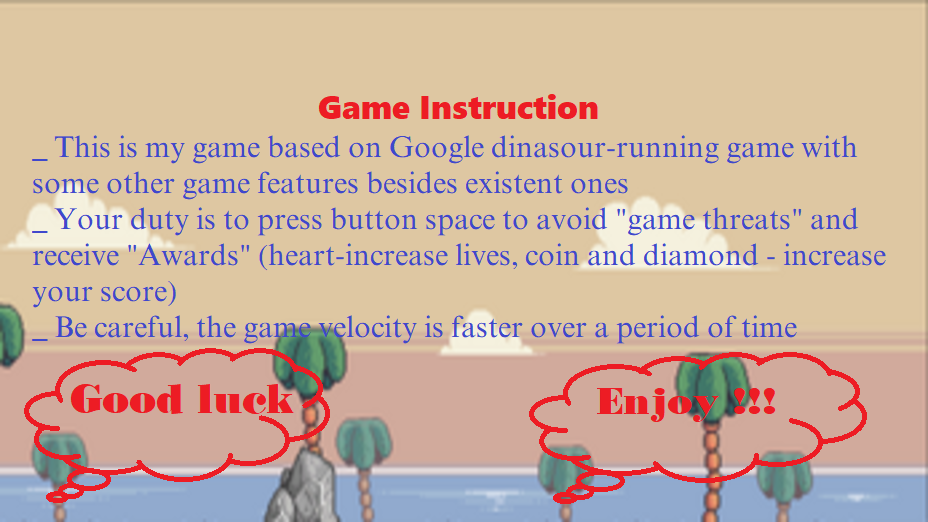 Game Instruction
_ This is my game based on Google dinasour-running game with
some other game features besides existent ones
_ Your duty is to press button space to avoid "game threats" and
receive "Awards" (heart-increase lives, coin and diamond - increase
your score)
_ Be careful, the game velocity is faster over a period of time
Good luck
Enjoy !!!